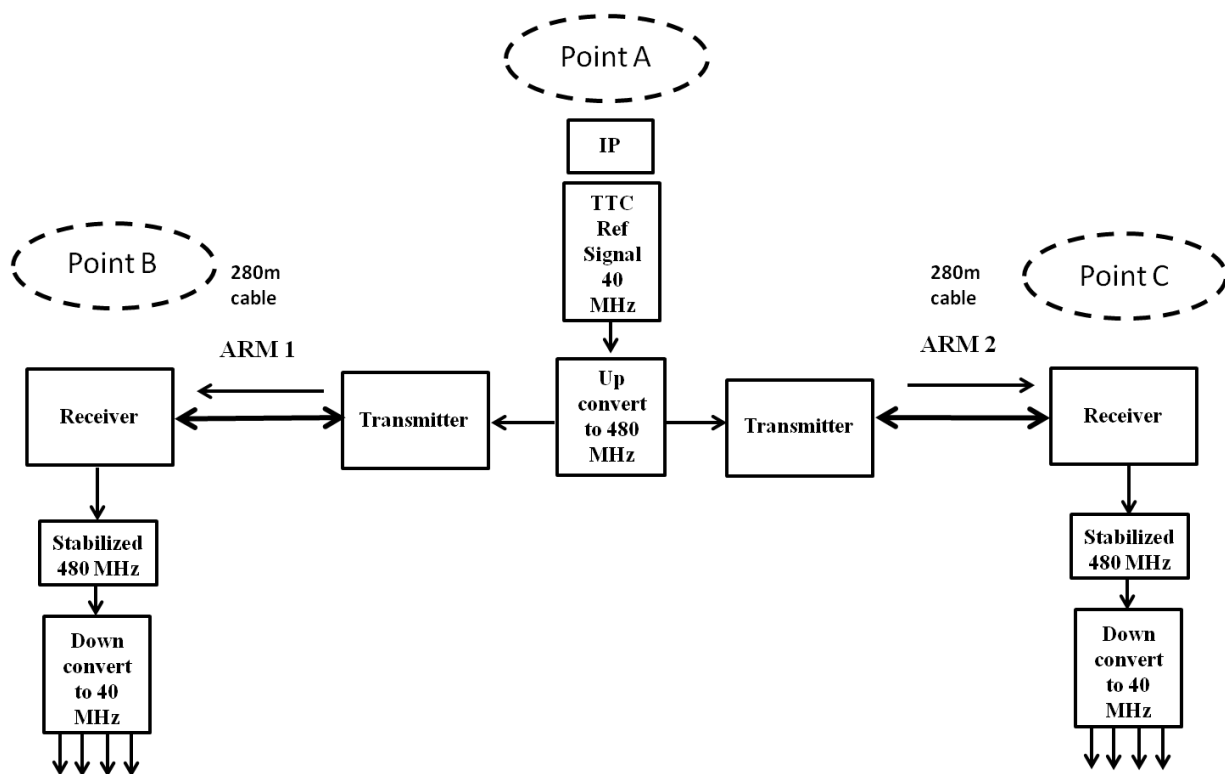 Point A
IP
TTC
Ref
Signal
40
MHz
Point B
280m
cable
ARM 1
Receiver
Transmitter
Up
convert
to 480
MHz
Transmitter
280m
cable
ARM 2
Point C
Receiver
Stabilized
480 MHz
Down
convert
to 40
MHz
Stabilized
480 MHz
Down
convert
to 40
MHz